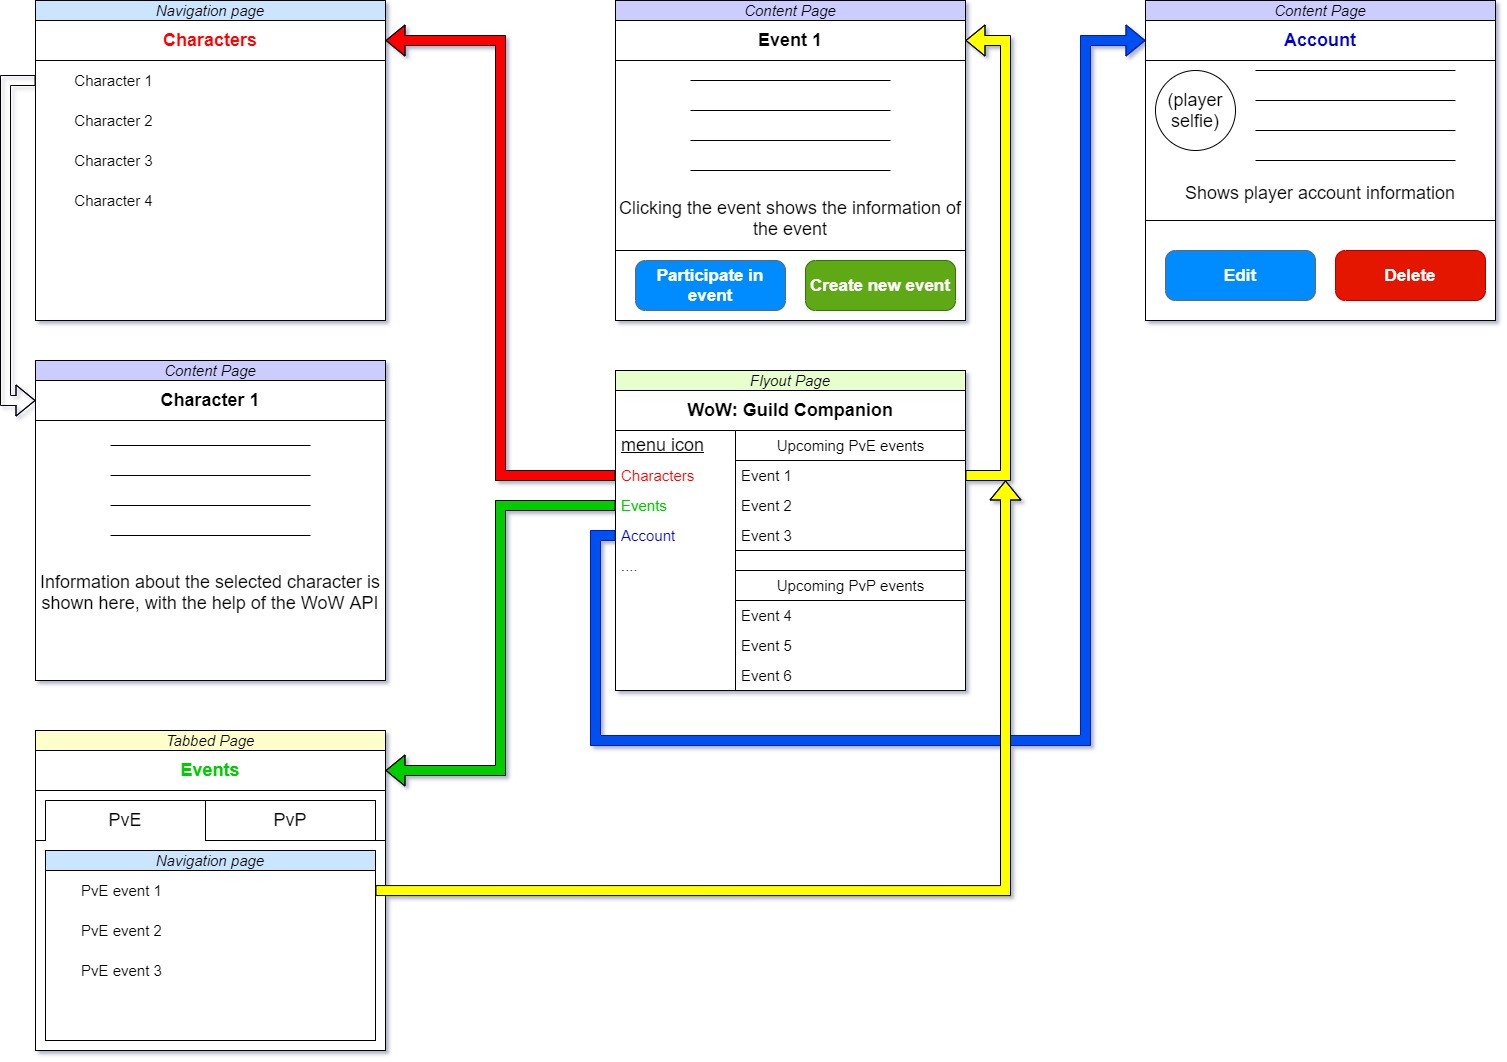 Navigation page
Characters
Character 1
Character 2
Character 3
Character 4
Content Page
Event 1
Clicking the event shows the information of
the event
Participate in
event
Create new event
Content Page
Account
(player
selfie)
Shows player account information
Edit
Delete
Content Page
Character 1
Information about the selected character is
shown here, with the help of the WoW API
Flyout Page
WoW: Guild Companion
menu icon
Characters
Events
Account
....
Upcoming PvE events
Event 1
Event 2
Event 3
Upcoming PvP events
Event 4
Event 5
Event 6
Tabbed Page
Events
PvE
PvP
Navigation page
PvE event 1
PvE event 2
PvE event 3